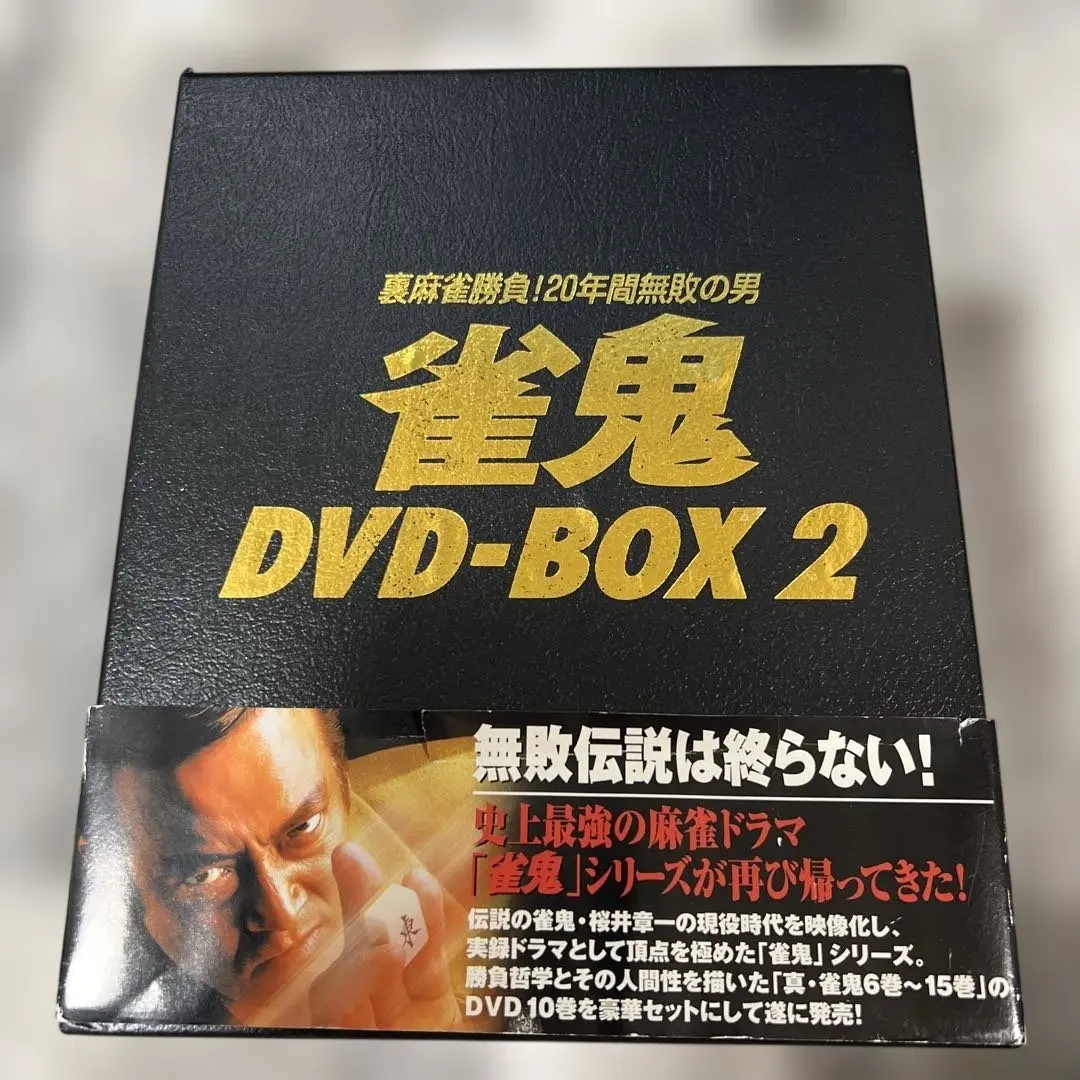 裏麻雀勝負!20年間無敗の男
雀鬼
DVD-BOX 2
無敗伝説は終らない!
史上最強の麻雀ドラマ
「雀鬼」シリーズが再び帰ってきた!
伝説の雀鬼・桜井章一の現役時代を映像化し、
実録ドラマとして頂点を極めた「雀鬼」シリーズ。
勝負哲学とその人間性を描いた「真・雀鬼6巻〜15巻」の
DVD10巻を豪華セットにして遂に発売!
東